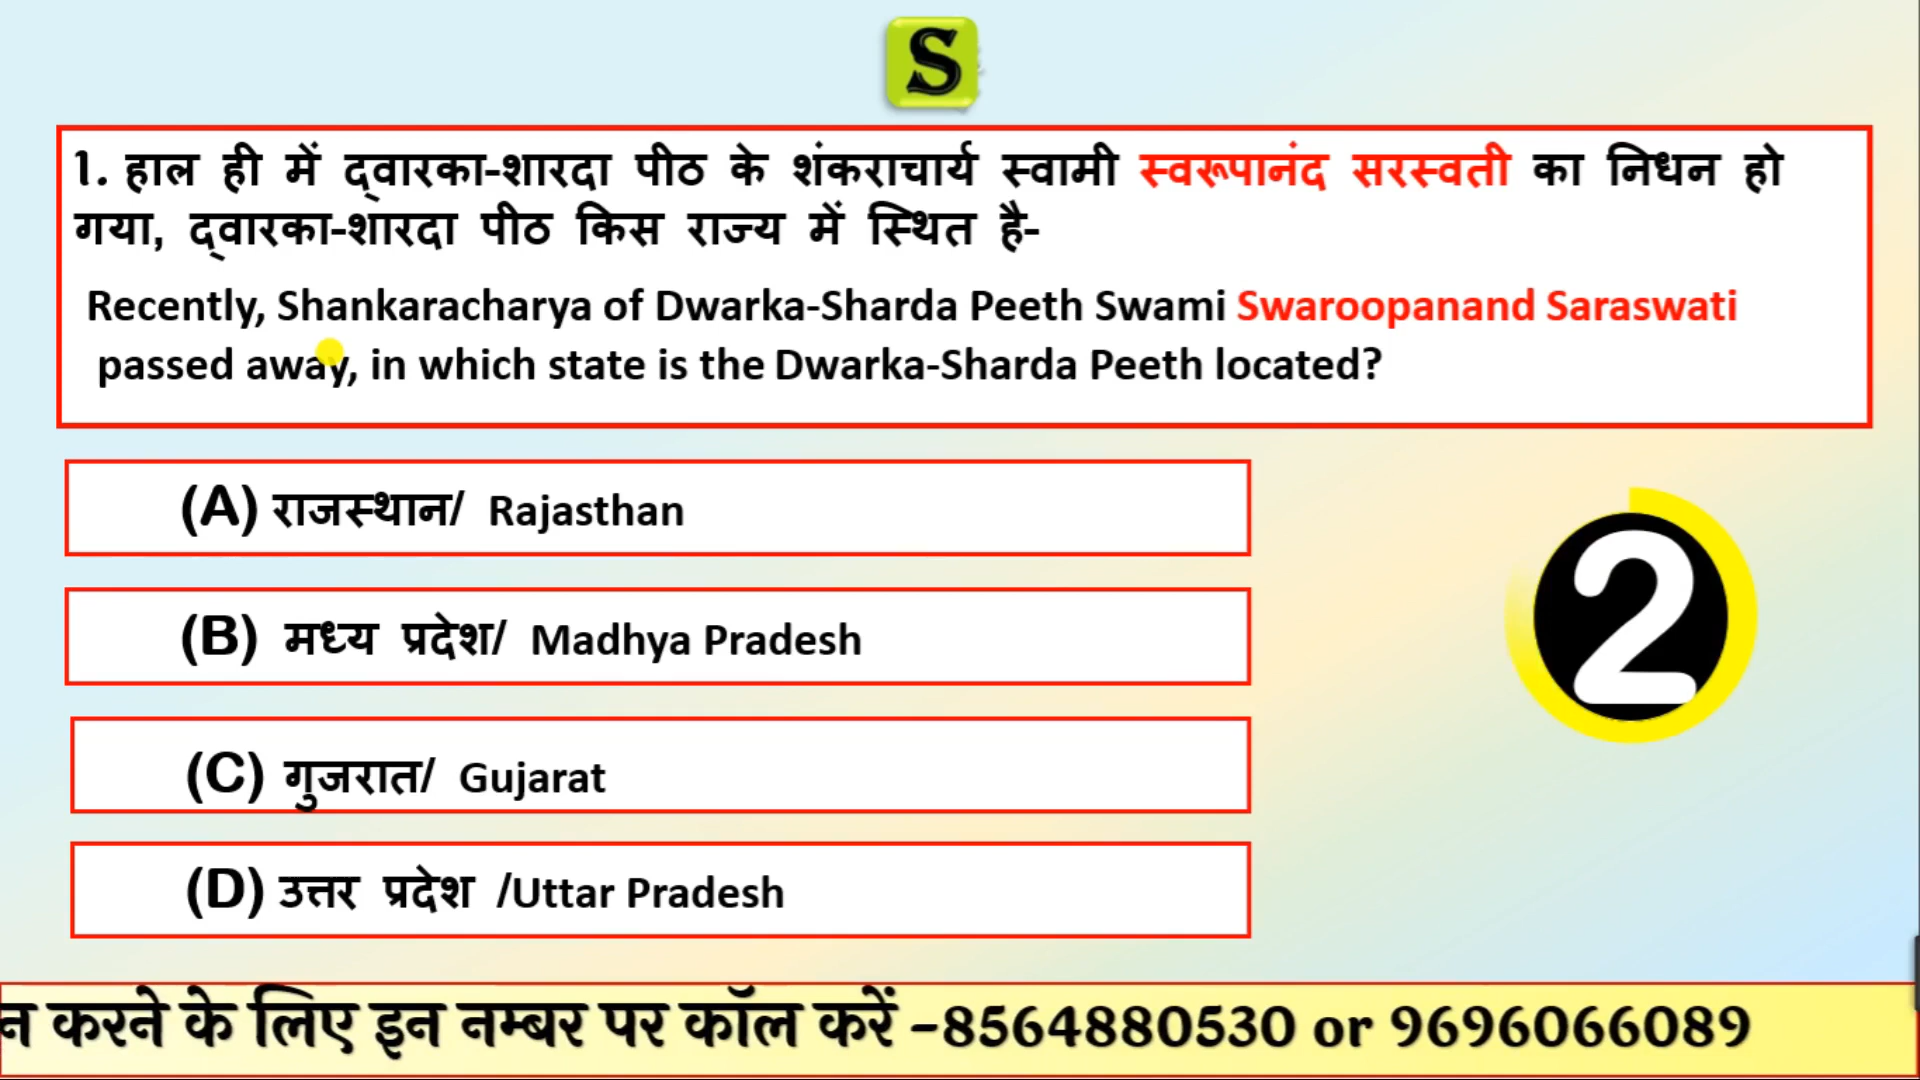 S
1. हाल ही में द्वारका-शारदा पीठ के शंकराचार्य स्वामी स्वरूपानंद सरस्वती का निधन हो
गया, द्वारका-शारदा पीठ किस राज्य में स्थित है-
Recently, Shankaracharya of Dwarka-Sharda Peeth Swami Swaroopanand Saraswati
passed away, in which state is the Dwarka-Sharda Peeth located?
(A) राजस्थान/ Rajasthan
(B) मध्य प्रदेश/ Madhya Pradesh
2
(C) गुजरात/ Gujarat
(D) उत्तर प्रदेश /Uttar Pradesh
न करने के लिए इन नम्बर पर कॉल करें –8564880530 or 9696066089